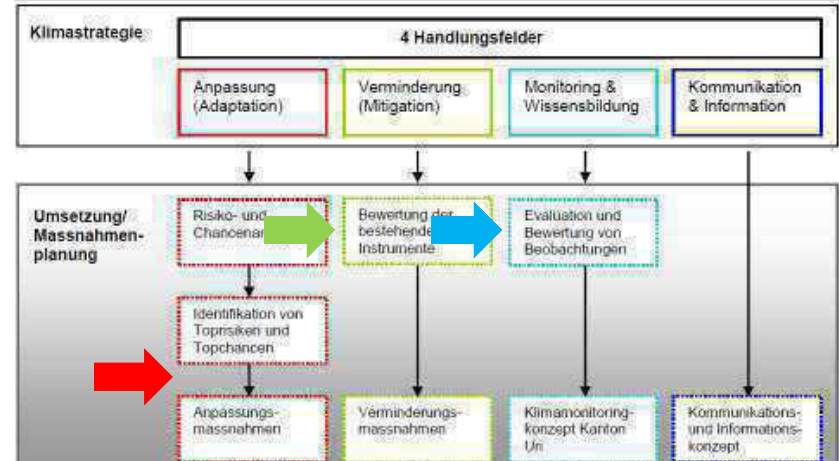 Klimastrategie
4 Handlungsfelder
Anpassung
(Adaptation)
Verminderung
(Mitigation)
Monitoring &
Wissensbildung
Kommunikation
& Information
Umsetzung/
Massnahmen-
planung
Risiko- und
Bewertung der
Instrumente
Evaluation und
Bewertung von
Beobachtungen
Identifikation von
Toprisiken und
Topchancen
Anpassungs-
massnahmen
Verminderungs-
massnahmen
Klimamonitoring-
konzept Kanton
Uri
Kommunikations-
und Informations-
konzept